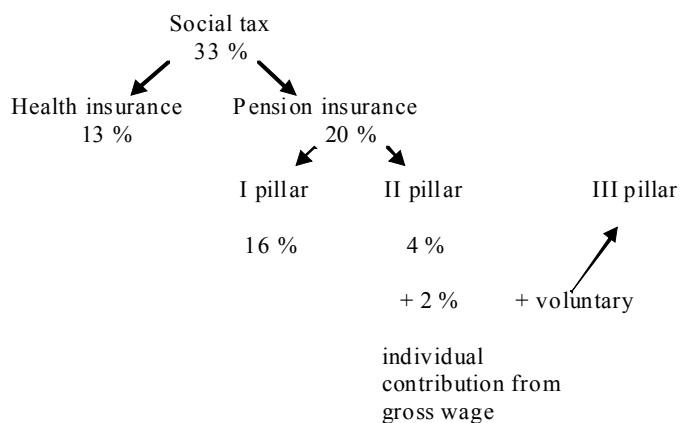 Social tax
33 %
Health insurance
13 %
Pension insurance
20 %
I pillar
II pillar
III pillar
16 %
4 %
+ 2 %
+ voluntary
individual
contribution from
gross wage